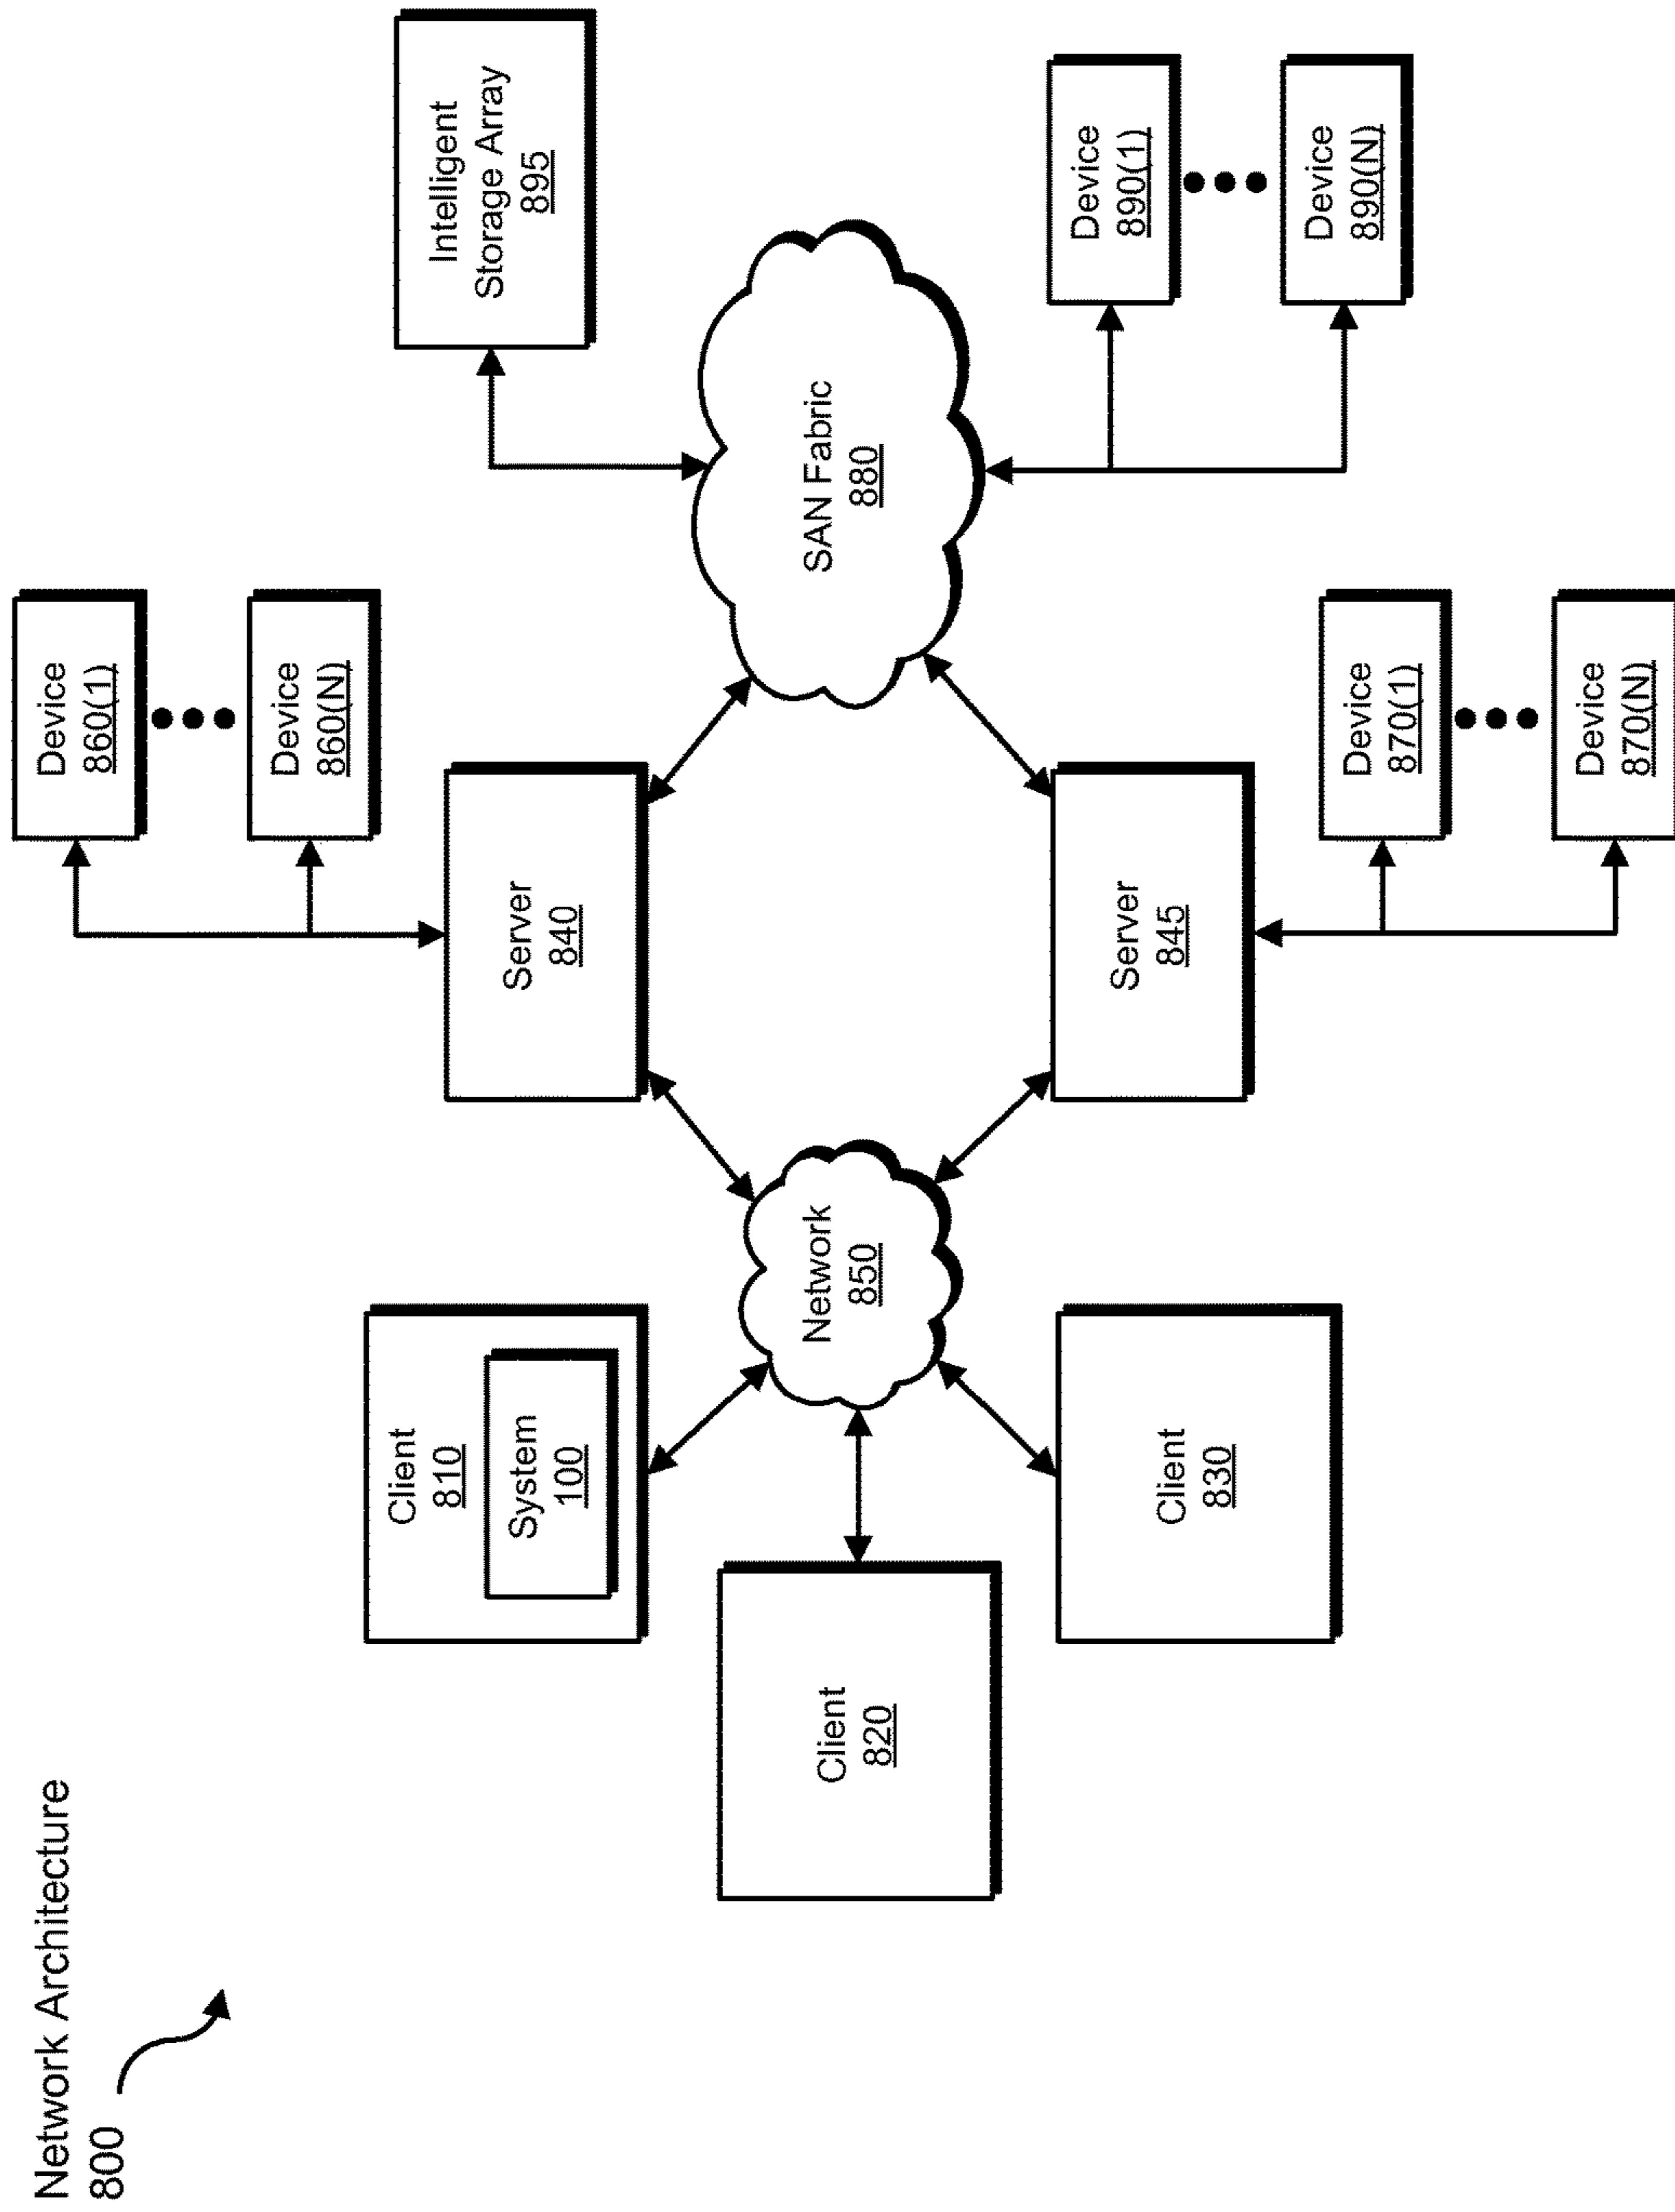 Network Architecture
800
Client
810
System
100
Client
820
Client
830
Network
850
Server
840
Server
845
Device
860(1)
Device
860(N)
Device
870(1)
Device
870(N)
SAN Fabric
880
Intelligent
Storage Array
895
Device
890(1)
Device
890(N)